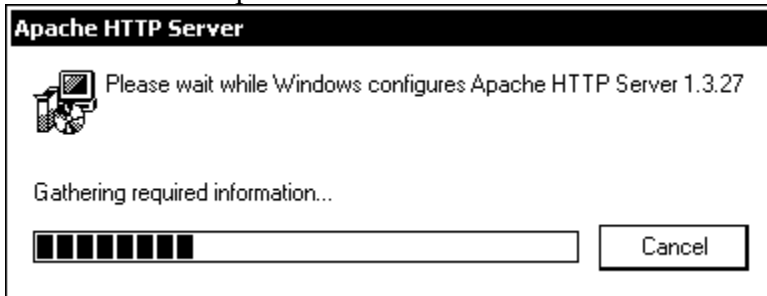 Apache HTTP Server
Please wait while Windows configures Apache HTTP Server 1.3.27
Gathering required information...
Cancel